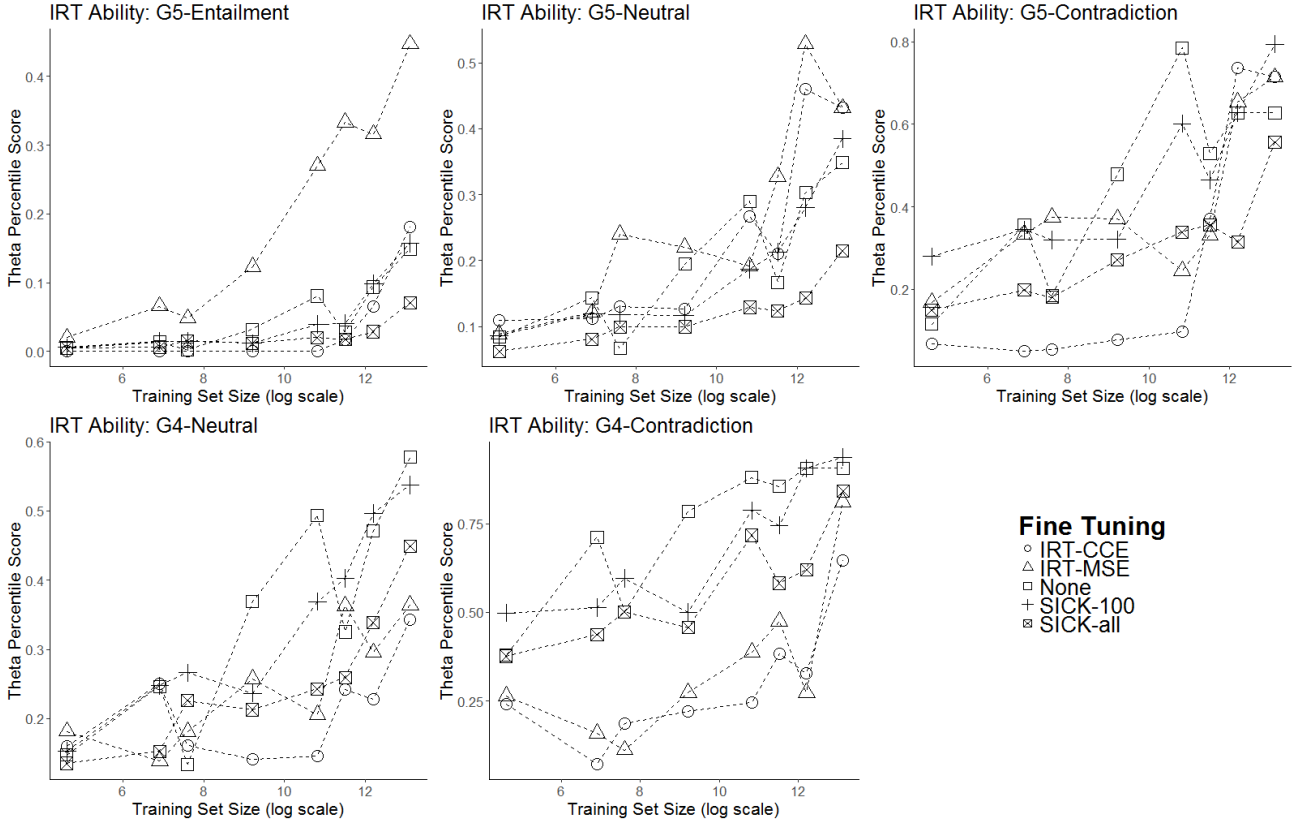 IRT Ability: G5-Entailment
Theta Percentile Score
0.4
0.3
0.2
0.1
0.0
6 8 10 12
Training Set Size (log scale)
IRT Ability: G5-Neutral
Theta Percentile Score
0.5
0.4
0.3
0.2
0.1
6 8 10 12
Training Set Size (log scale)
IRT Ability: G5-Contradiction
Theta Percentile Score
0.8
0.6
0.4
0.2
6 8 10 12
Training Set Size (log scale)
IRT Ability: G4-Neutral
Theta Percentile Score
0.6
0.5
0.4
0.3
0.2
6 8 10 12
Training Set Size (log scale)
IRT Ability: G4-Contradiction
Theta Percentile Score
0.75
0.50
0.25
6 8 10 12
Training Set Size (log scale)
Fine Tuning
IRT-CCE
IRT-MSE
None
SICK-100
SICK-all